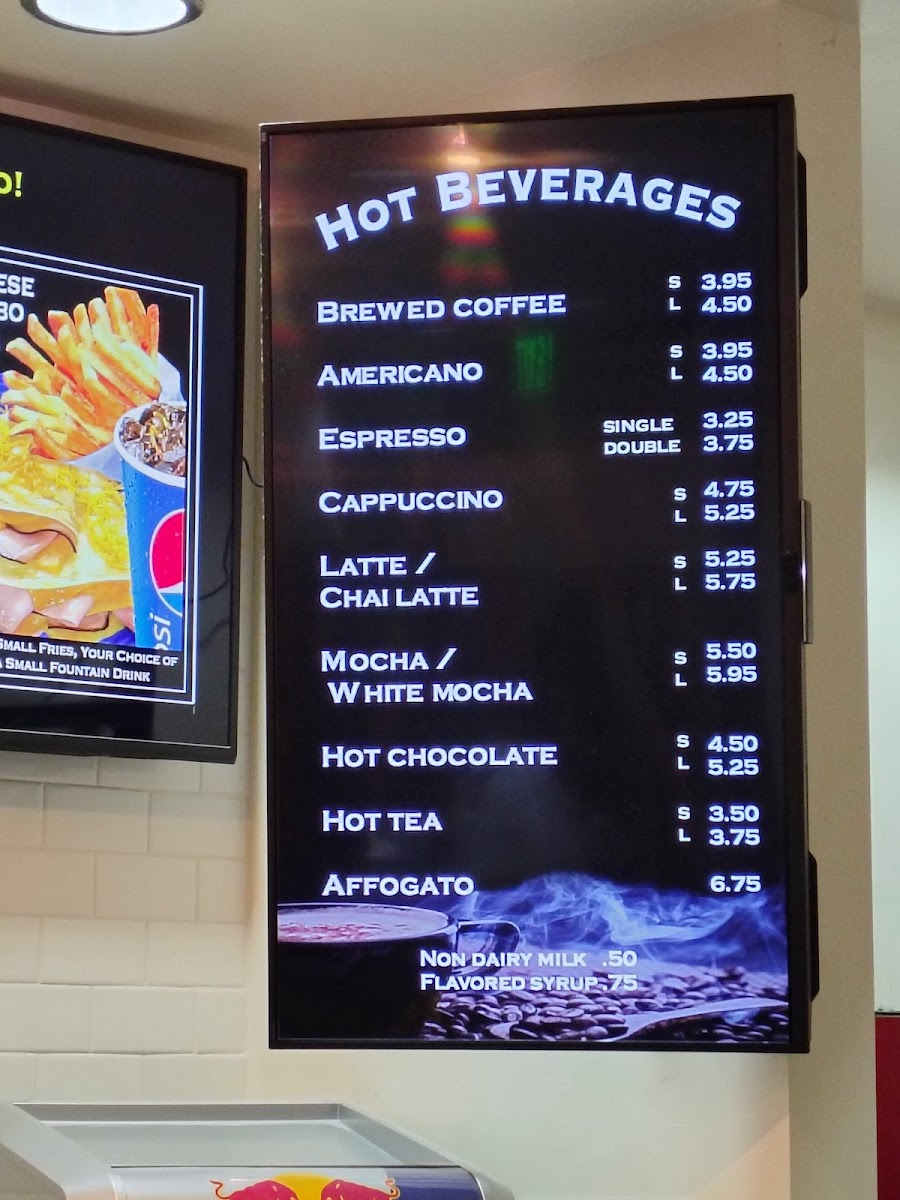 O!
ESE
BO
SMALL FRIES, YOUR CHOICE OF
A SMALL FOUNTAIN DRINK
HOT BEVERAGES
BREWED COFFEE S 3.95
L 4.50
AMERICANO S 3.95
L 4.50
ESPRESSO SINGLE 3.25
DOUBLE 3.75
CAPPUCCINO S 4.75
L 5.25
LATTE / S 5.25
CHAI LATTE L 5.75
MOCHA / S 5.50
WHITE MOCHA L 5.95
HOT CHOCOLATE S 4.50
L 5.25
HOT TEA S 3.50
L 3.75
AFFOGATO 6.75
NON DAIRY MILK .50
FLAVORED SYRUP .75